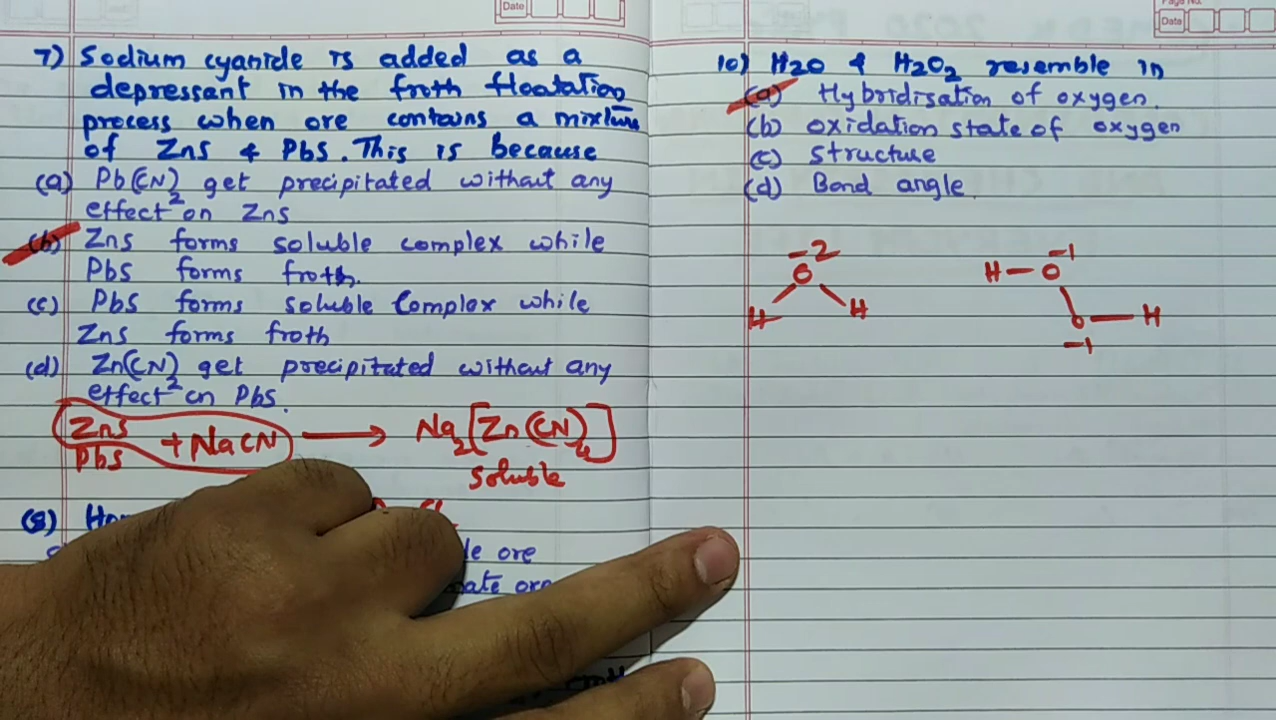 Date
7) Sodium cyanide is added as a
depressant in the froth floatation
process when ore contains a mixture
of ZnS & PbS. This is because
(a) Pb(CN)2 get precipitated without any
effect on ZnS
(b) ZnS forms soluble complex while
PbS forms froth.
(c) PbS forms soluble Complex while
ZnS forms froth
(d) Zn(CN)2 get precipitated without any
effect on PbS.
ZnS
PbS + NaCN → Na2[Zn(CN)4]
soluble
(8)
ore
Page No.
Date
10) H2O & H2O2 resemble in
(a) Hybridisation of oxygen.
(b) oxidation state of oxygen
(c) structure
(d) Bond angle.
-2
O
H H
-1
H-O
O-H
-1